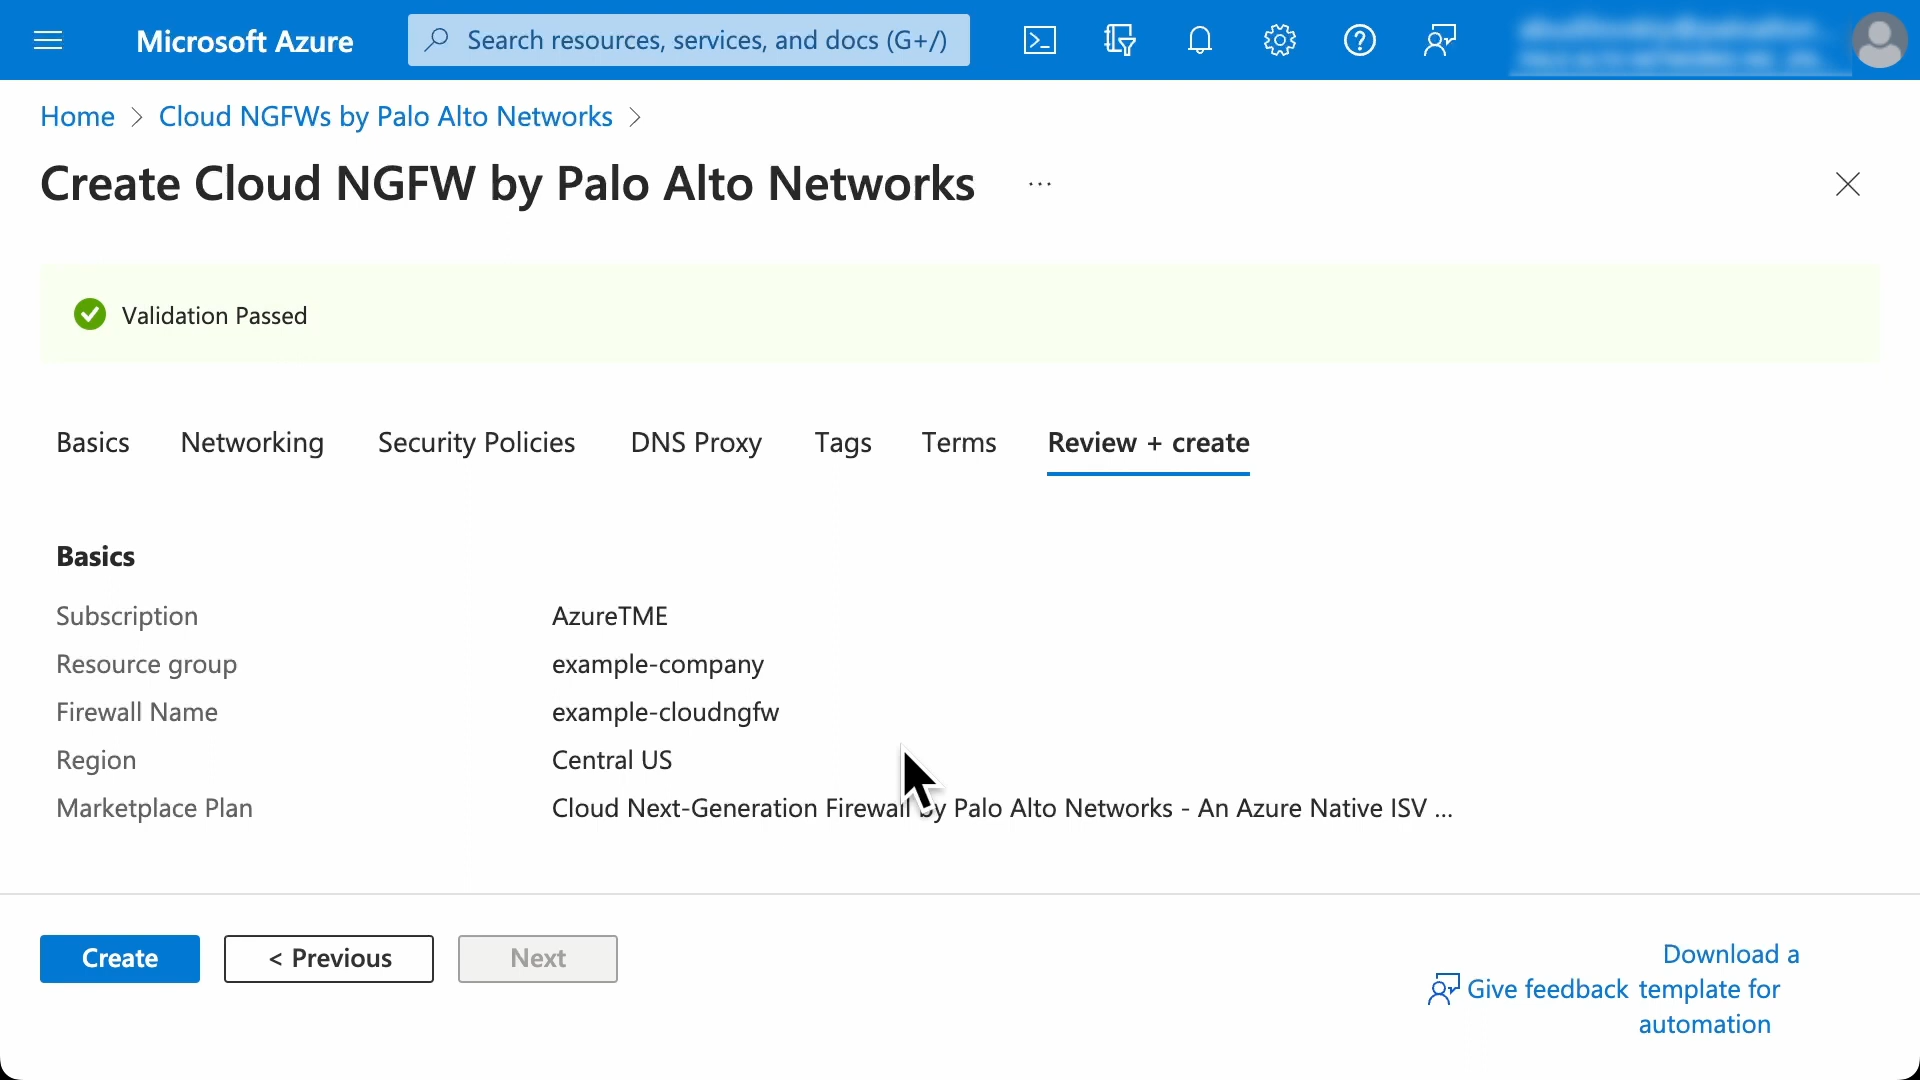 Microsoft Azure
Search resources, services, and docs (G+/)
Home > Cloud NGFWs by Palo Alto Networks >
Create Cloud NGFW by Palo Alto Networks ...
Validation Passed
Basics Networking Security Policies DNS Proxy Tags Terms Review + create
Basics
Subscription AzureTME
Resource group example-company
Firewall Name example-cloudngfw
Region Central US
Marketplace Plan Cloud Next-Generation Firewall by Palo Alto Networks - An Azure Native ISV ...
Create < Previous Next
Give feedback
Download a
template for
automation